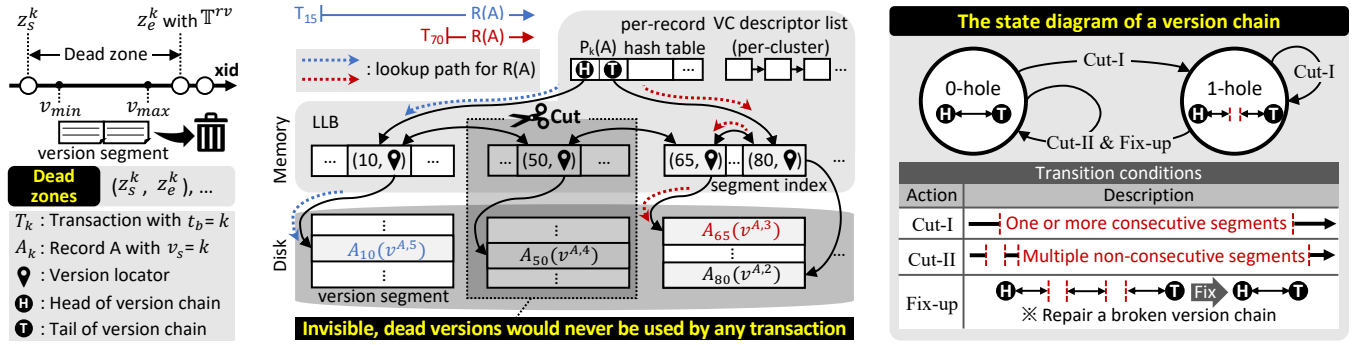 z_s^k
z_e^k with 𝕋^rv
Dead zone
xid
v_min
v_max
version segment
Dead zones
(z_s^k, z_e^k), ...
T_k : Transaction with t_b= k
A_k : Record A with v_s= k
: Version locator
H : Head of version chain
T : Tail of version chain
T_15
R(A)
T_70
R(A)
: lookup path for R(A)
per-record
hash table
P_k(A)
H T ...
VC descriptor list
(per-cluster)
...
Memory
LLB
Cut
... (10, ) ...
... (50, ) ...
(65, ) ... (80, )
...
segment index
Disk
⋮
A_10(v^A,5)
⋮
version segment
⋮
A_50(v^A,4)
⋮
A_65(v^A,3)
⋮
A_80(v^A,2)
...
Invisible, dead versions would never be used by any transaction
The state diagram of a version chain
0-hole
H T
Cut-I
1-hole
H T
Cut-I
Cut-II & Fix-up
Transition conditions
Action Description
Cut-I One or more consecutive segments
Cut-II Multiple non-consecutive segments
Fix-up H T Fix H T
※ Repair a broken version chain